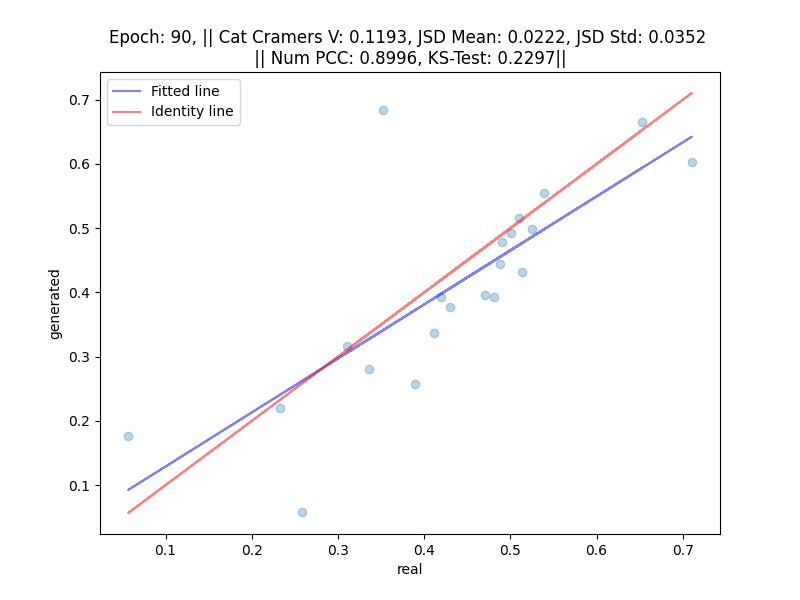 Epoch: 90, || Cat Cramers V: 0.1193, JSD Mean: 0.0222, JSD Std: 0.0352
|| Num PCC: 0.8996, KS-Test: 0.2297||
Fitted line
Identity line
0.7
0.6
0.5
0.4
0.3
0.2
0.1
generated
0.1 0.2 0.3 0.4 0.5 0.6 0.7
real